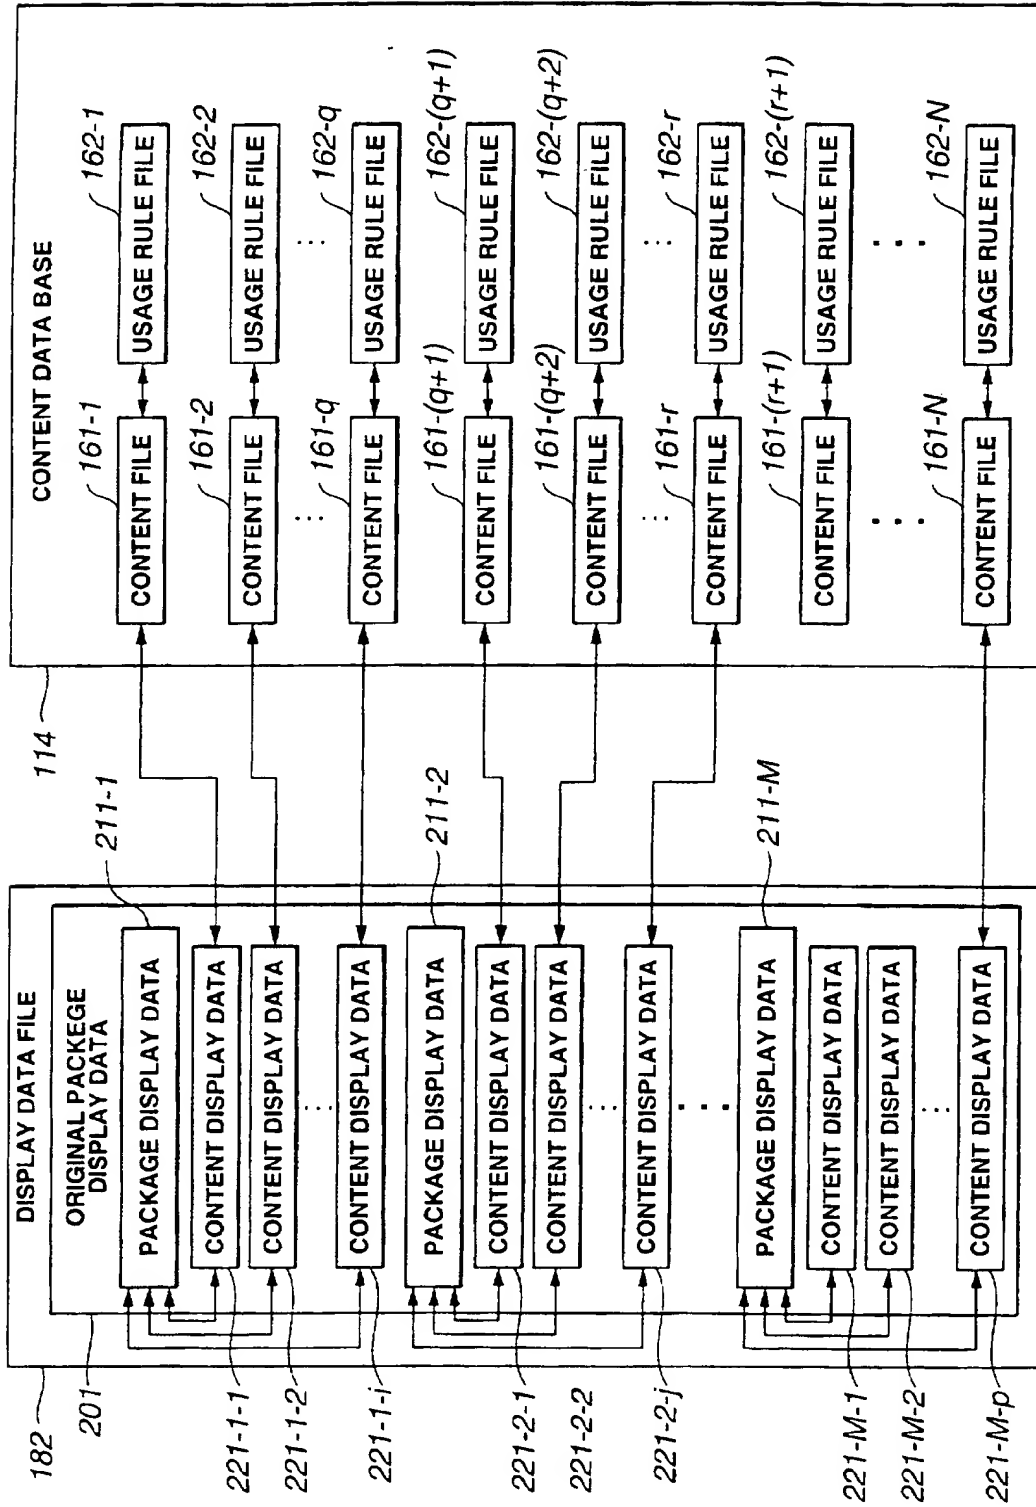 DISPLAY DATA FILE
ORIGINAL PACKEGE
DISPLAY DATA
182
201
PACKAGE DISPLAY DATA
211-1
CONTENT DISPLAY DATA
221-1-1
CONTENT DISPLAY DATA
221-1-2
CONTENT DISPLAY DATA
221-1-i
PACKAGE DISPLAY DATA
211-2
CONTENT DISPLAY DATA
221-2-1
CONTENT DISPLAY DATA
221-2-2
CONTENT DISPLAY DATA
221-2-j
PACKAGE DISPLAY DATA
211-M
CONTENT DISPLAY DATA
221-M-1
CONTENT DISPLAY DATA
221-M-2
CONTENT DISPLAY DATA
221-M-p
CONTENT DATA BASE
114
161-1
CONTENT FILE
162-1
USAGE RULE FILE
161-2
CONTENT FILE
162-2
USAGE RULE FILE
161-q
CONTENT FILE
162-q
USAGE RULE FILE
161-(q+1)
CONTENT FILE
162-(q+1)
USAGE RULE FILE
161-(q+2)
CONTENT FILE
162-(q+2)
USAGE RULE FILE
161-r
CONTENT FILE
162-r
USAGE RULE FILE
161-(r+1)
CONTENT FILE
162-(r+1)
USAGE RULE FILE
161-N
CONTENT FILE
162-N
USAGE RULE FILE